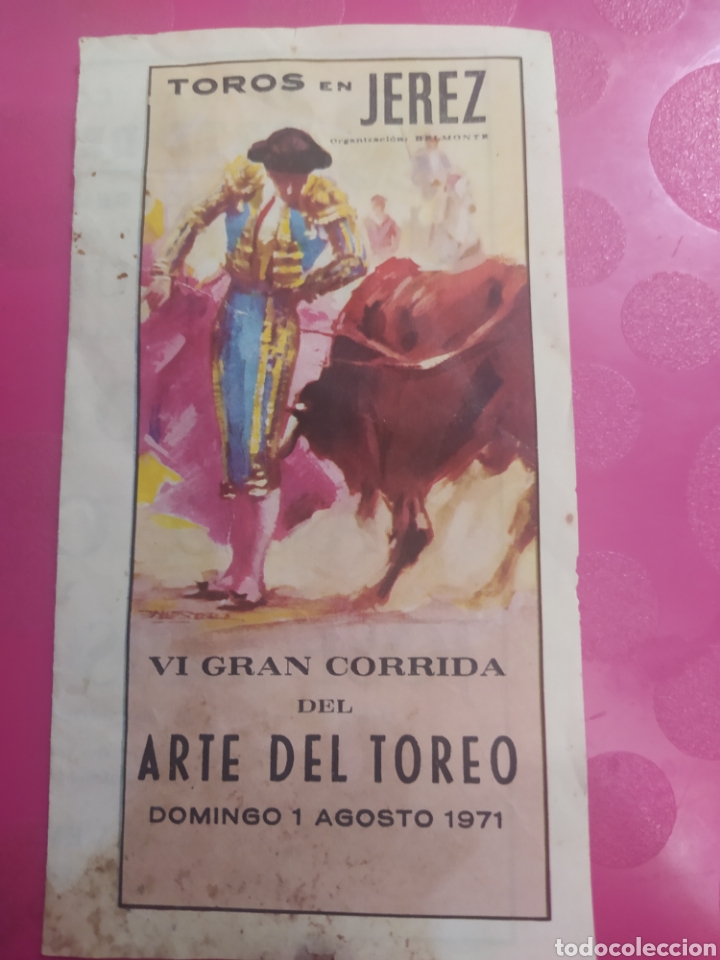 TOROS EN JEREZ
Organización: BELMONTE
VI GRAN CORRIDA
DEL
ARTE DEL TOREO
DOMINGO 1 AGOSTO 1971
todocoleccion